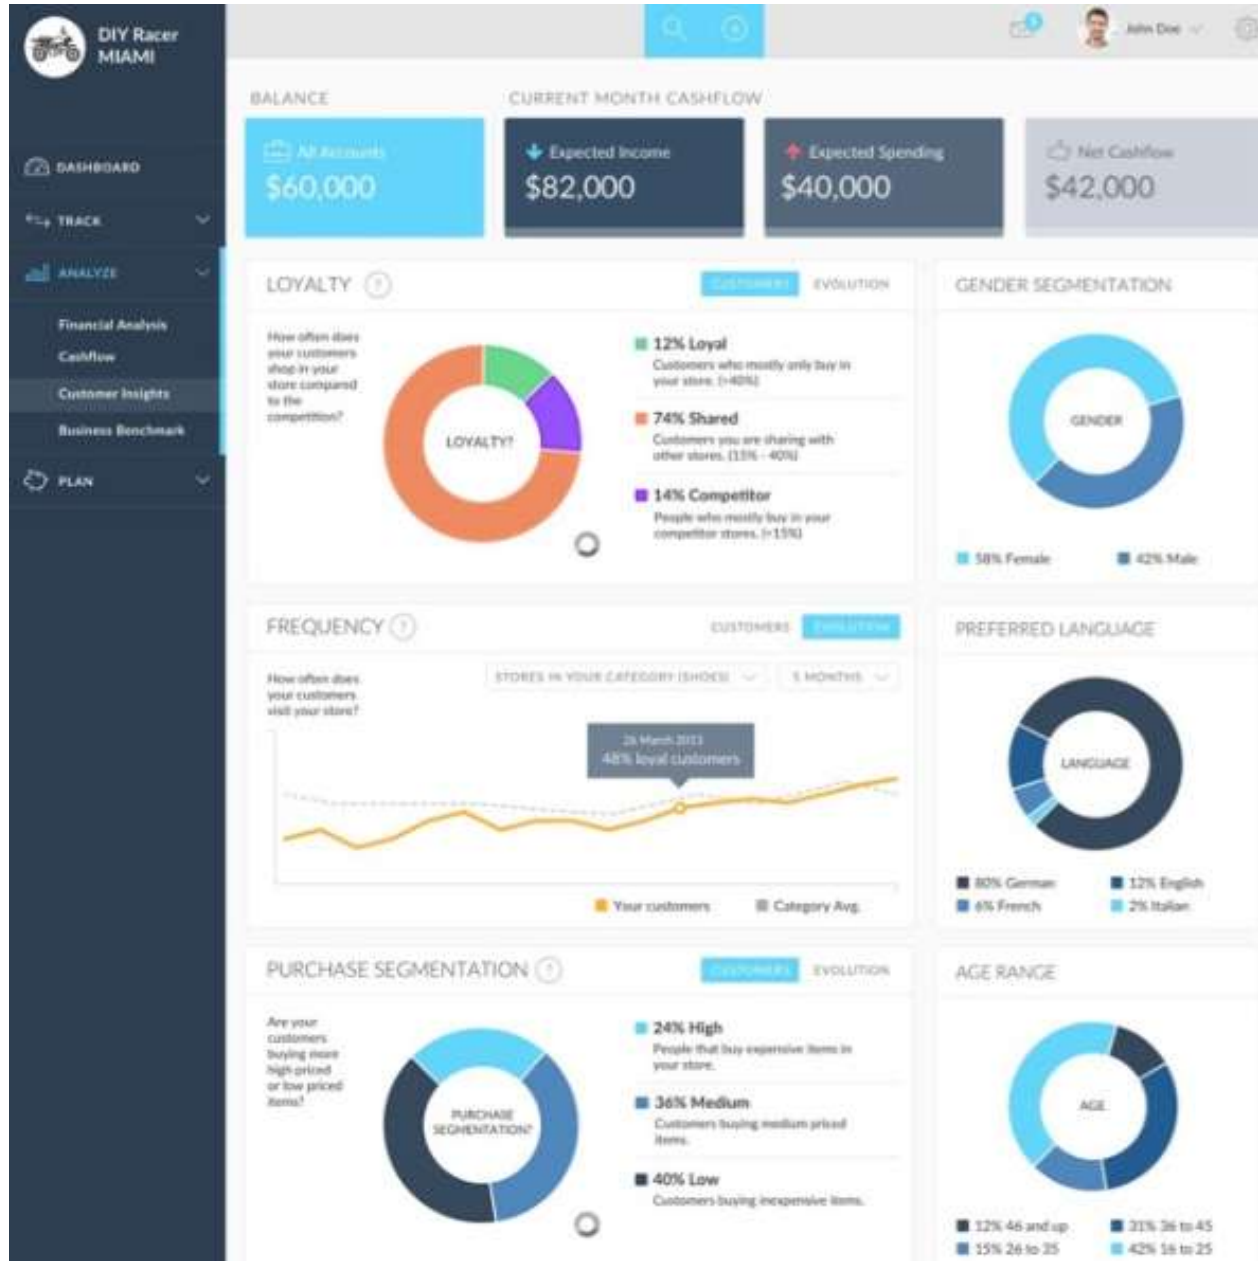 DIY Racer
MIAMI
John Doe
DASHBOARD
TRACK
ANALYZE
Financial Analysis
Cashflow
Customer Insights
Business Benchmark
PLAN
BALANCE
CURRENT MONTH CASHFLOW
All Accounts
$60,000
Expected Income
$82,000
Expected Spending
$40,000
Net Cashflow
$42,000
LOYALTY ?
CUSTOMERS EVOLUTION
How often does
your customers
shop in your
store compared
to the
competition?
LOYALTY?
12% Loyal
Customers who mostly only buy in
your store. (>40%)
74% Shared
Customers you are sharing with
other stores. (15% - 40%)
14% Competitor
People who mostly buy in your
competitor stores. (<15%)
GENDER SEGMENTATION
GENDER
58% Female 42% Male
FREQUENCY ?
CUSTOMERS EVOLUTION
How often does
your customers
visit your store?
STORES IN YOUR CATEGORY (SHOES) 5 MONTHS
26 March 2013
48% loyal customers
Your customers Category Avg.
PREFERRED LANGUAGE
LANGUAGE
80% German 12% English
6% French 2% Italian
PURCHASE SEGMENTATION ?
CUSTOMERS EVOLUTION
Are your
customers
buying more
high priced
or low priced
items?
PURCHASE
SEGMENTATION?
24% High
People that buy expensive items in
your store.
36% Medium
Customers buying medium priced
items.
40% Low
Customers buying inexpensive items.
AGE RANGE
AGE
12% 46 and up 31% 36 to 45
15% 26 to 35 42% 16 to 25